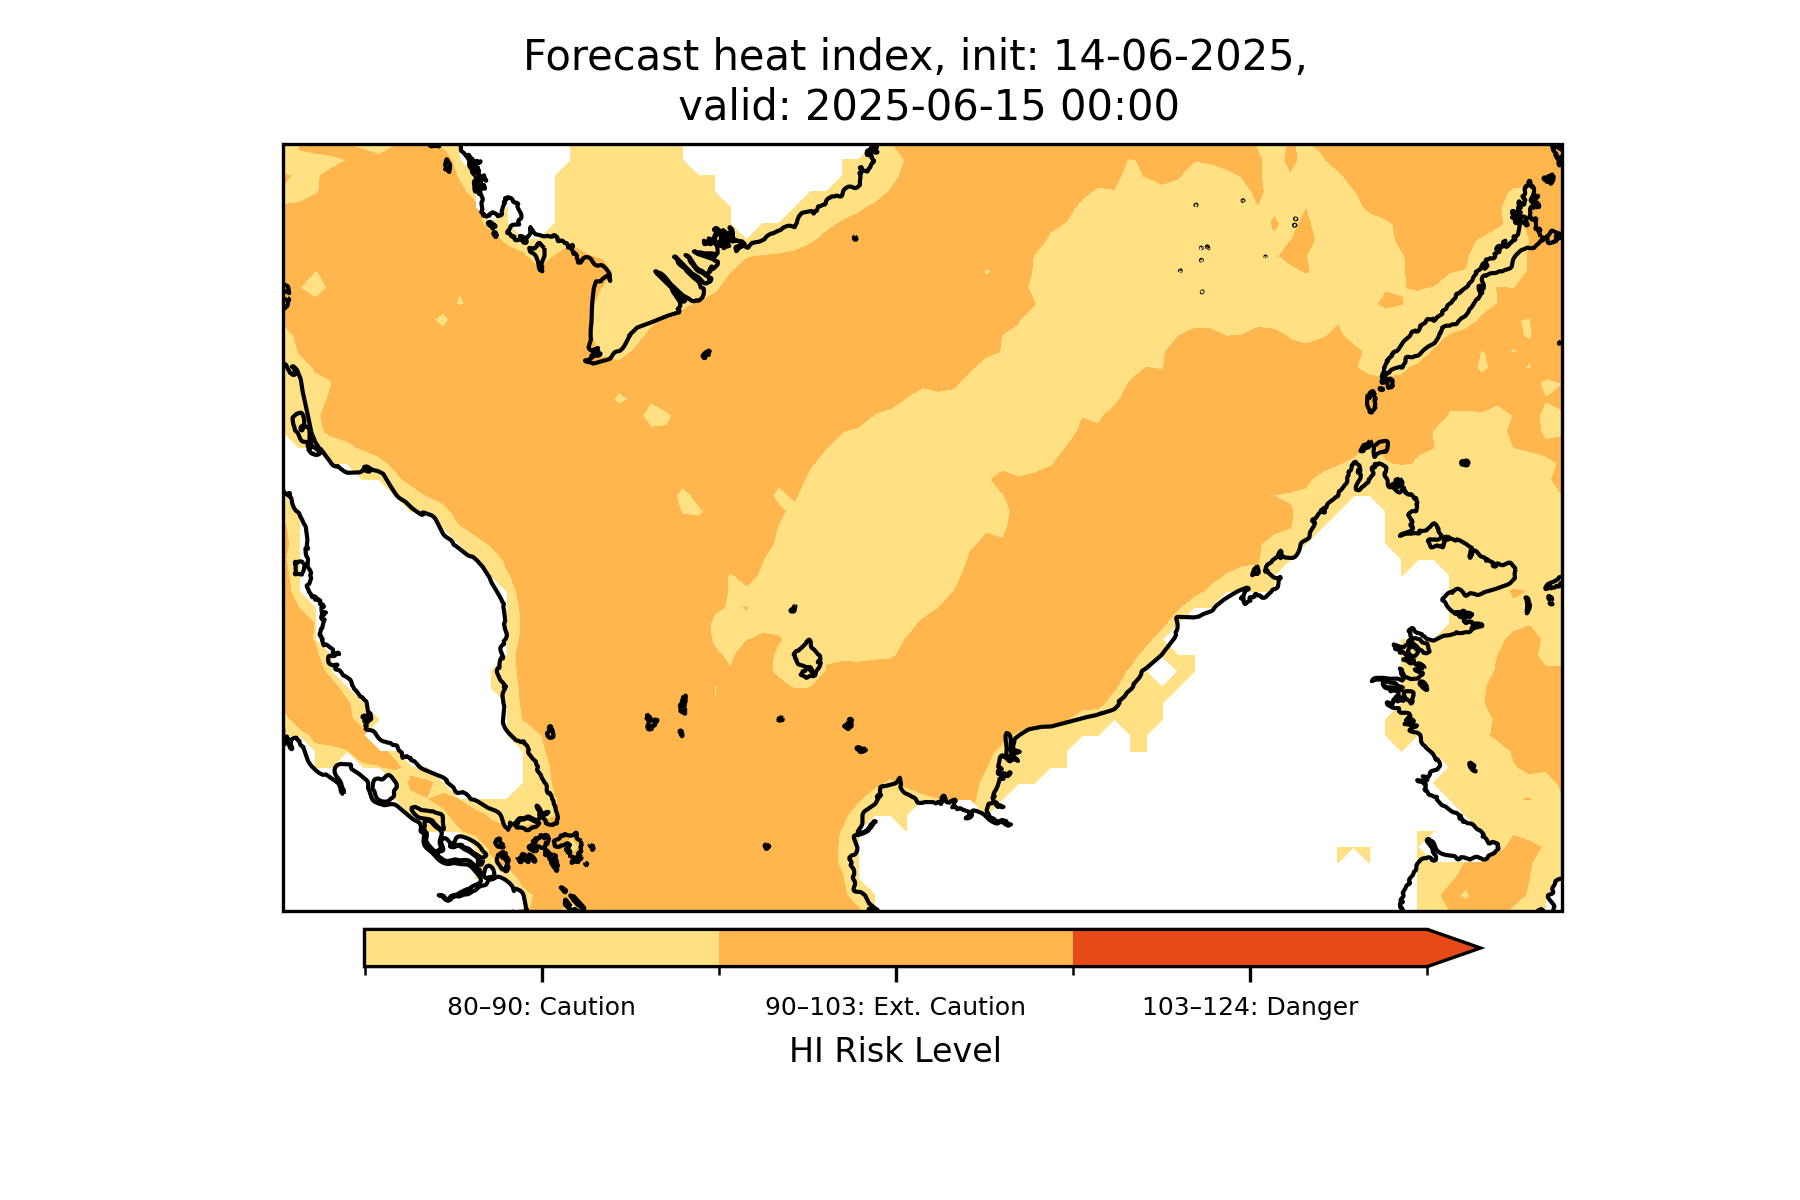 Forecast heat index, init: 14-06-2025,
valid: 2025-06-15 00:00
80–90: Caution
90–103: Ext. Caution
103–124: Danger
HI Risk Level